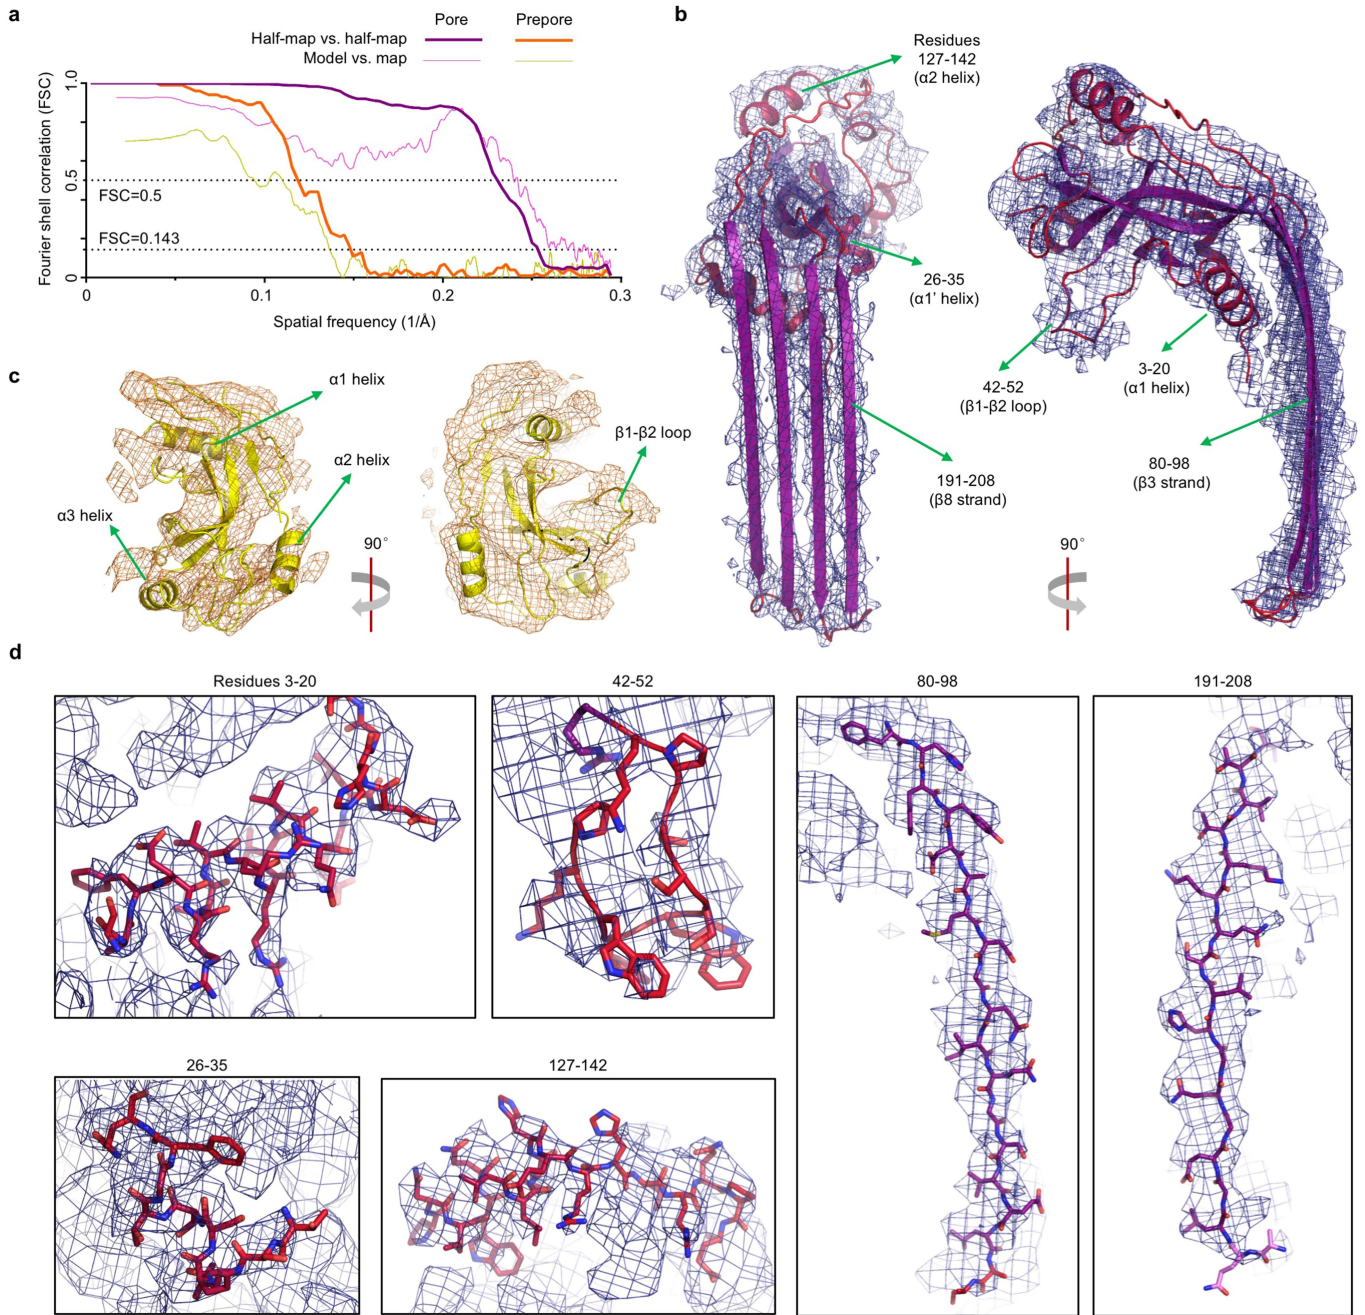 a
Pore Prepore
Half-map vs. half-map
Model vs. map
Fourier shell correlation (FSC)
1.0
0.5
0
FSC=0.5
FSC=0.143
0 0.1 0.2 0.3
Spatial frequency (1/Å)
b
Residues
127-142
(α2 helix)
26-35
(α1’ helix)
42-52
(β1-β2 loop)
3-20
(α1 helix)
191-208
(β8 strand)
80-98
(β3 strand)
90°
c
α1 helix
α2 helix
α3 helix
β1-β2 loop
90°
d
Residues 3-20
42-52
80-98
191-208
26-35
127-142